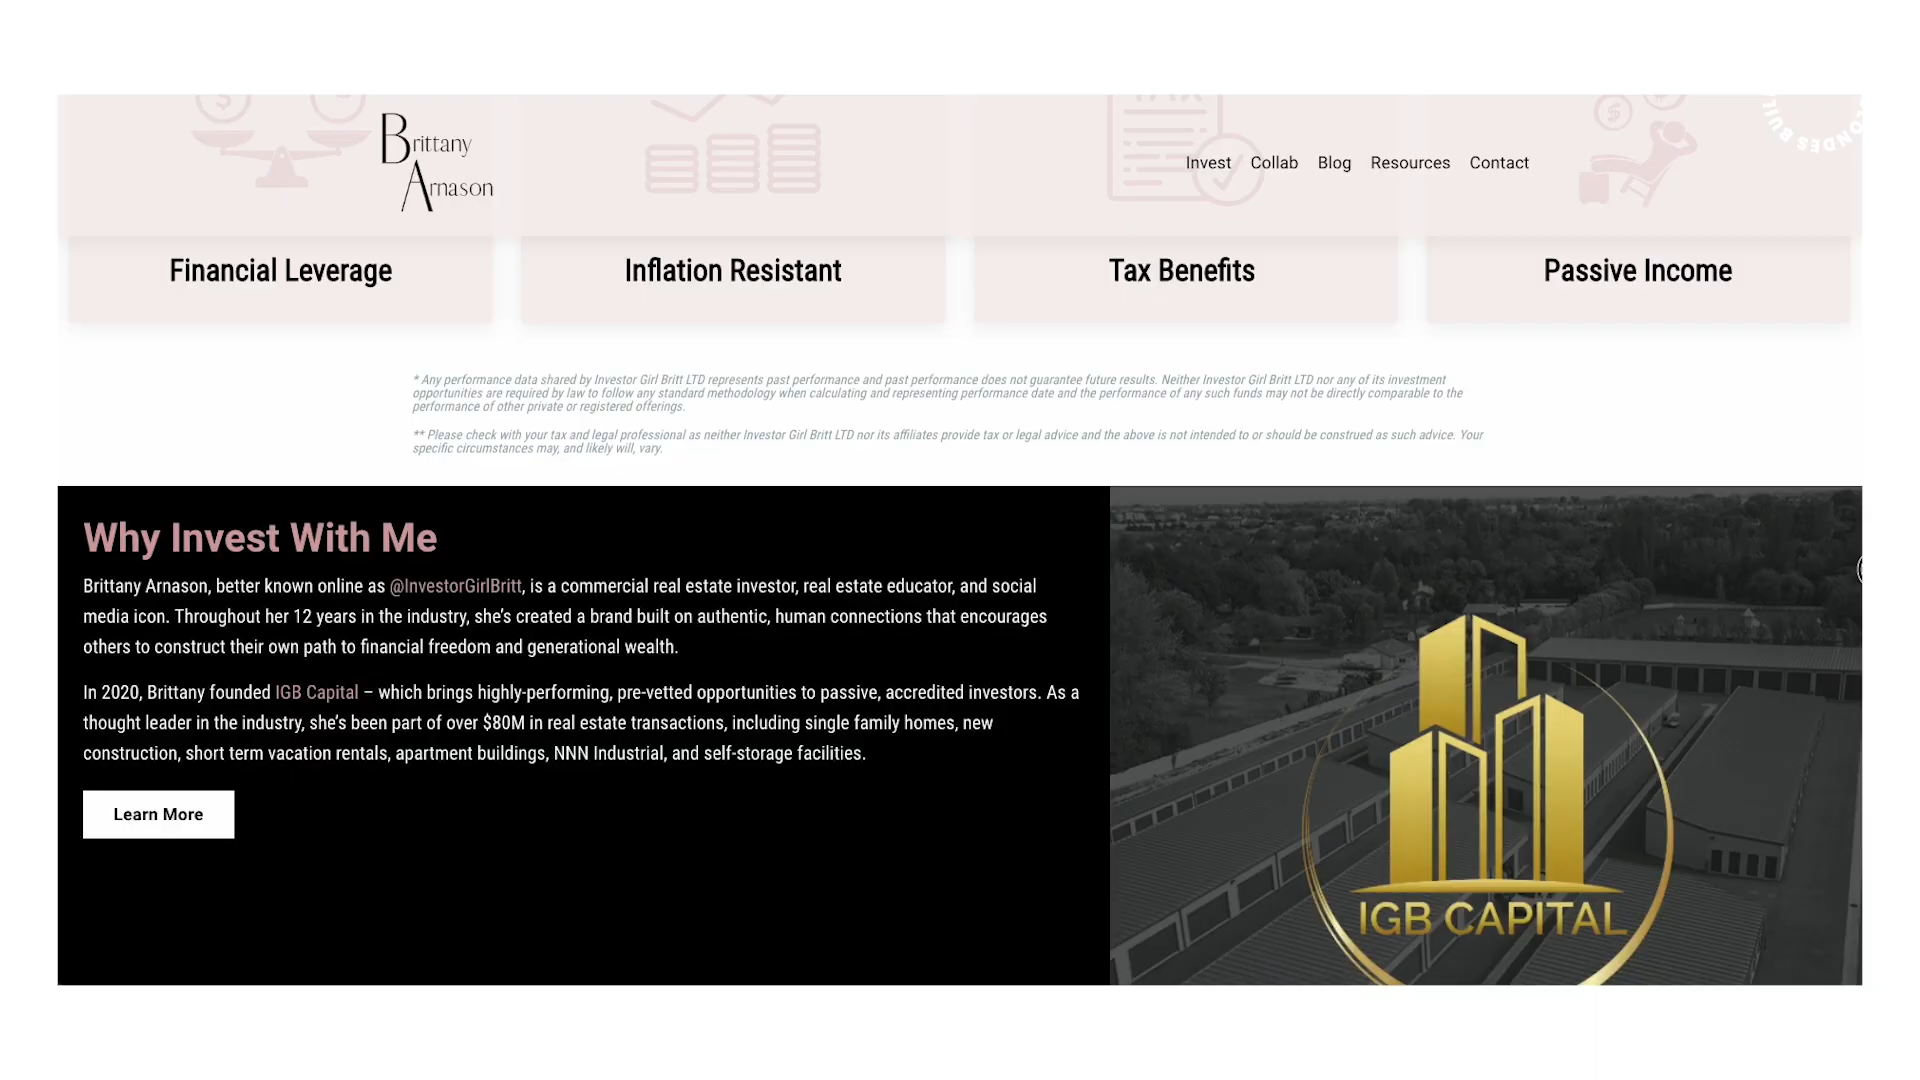 Brittany
Arnason
Invest Collab Blog Resources Contact
BLONDES BUIL
Financial Leverage
Inflation Resistant
Tax Benefits
Passive Income
* Any performance data shared by Investor Girl Britt LTD represents past performance and past performance does not guarantee future results. Neither Investor Girl Britt LTD nor any of its investment
opportunities are required by law to follow any standard methodology when calculating and representing performance date and the performance of any such funds may not be directly comparable to the
performance of other private or registered offerings.
** Please check with your tax and legal professional as neither Investor Girl Britt LTD nor its affiliates provide tax or legal advice and the above is not intended to or should be construed as such advice. Your
specific circumstances may, and likely will, vary.
Why Invest With Me
Brittany Arnason, better known online as @InvestorGirlBritt, is a commercial real estate investor, real estate educator, and social
media icon. Throughout her 12 years in the industry, she’s created a brand built on authentic, human connections that encourages
others to construct their own path to financial freedom and generational wealth.
In 2020, Brittany founded IGB Capital – which brings highly-performing, pre-vetted opportunities to passive, accredited investors. As a
thought leader in the industry, she’s been part of over $80M in real estate transactions, including single family homes, new
construction, short term vacation rentals, apartment buildings, NNN Industrial, and self-storage facilities.
Learn More
IGB CAPITAL